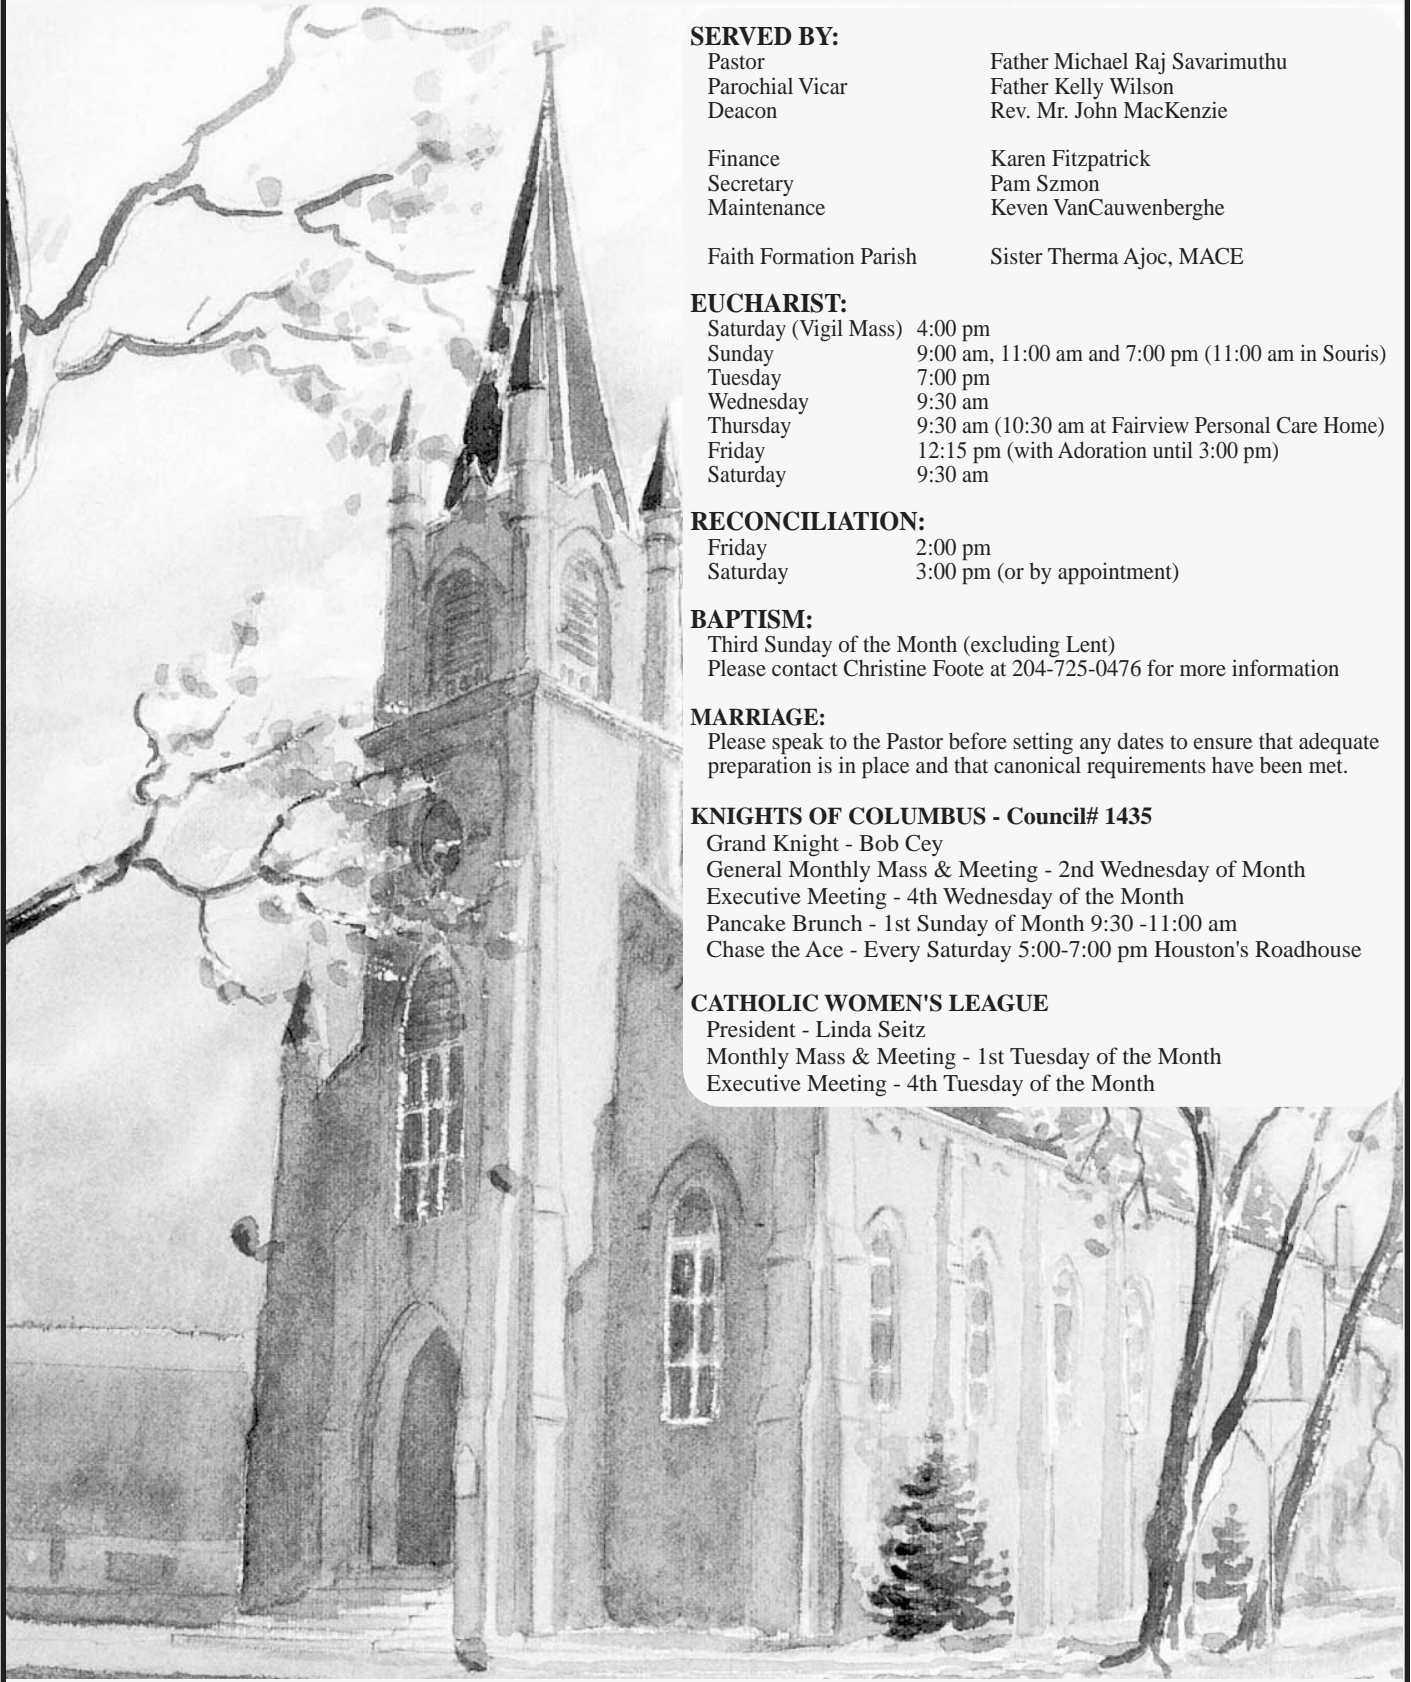 SERVED BY:
Pastor Father Michael Raj Savarimuthu
Parochial Vicar Father Kelly Wilson
Deacon Rev. Mr. John MacKenzie
Finance Karen Fitzpatrick
Secretary Pam Szmon
Maintenance Keven VanCauwenberghe
Faith Formation Parish Sister Therma Ajoc, MACE
EUCHARIST:
Saturday (Vigil Mass) 4:00 pm
Sunday 9:00 am, 11:00 am and 7:00 pm (11:00 am in Souris)
Tuesday 7:00 pm
Wednesday 9:30 am
Thursday 9:30 am (10:30 am at Fairview Personal Care Home)
Friday 12:15 pm (with Adoration until 3:00 pm)
Saturday 9:30 am
RECONCILIATION:
Friday 2:00 pm
Saturday 3:00 pm (or by appointment)
BAPTISM:
Third Sunday of the Month (excluding Lent)
Please contact Christine Foote at 204-725-0476 for more information
MARRIAGE:
Please speak to the Pastor before setting any dates to ensure that adequate
preparation is in place and that canonical requirements have been met.
KNIGHTS OF COLUMBUS - Council# 1435
Grand Knight - Bob Cey
General Monthly Mass & Meeting - 2nd Wednesday of Month
Executive Meeting - 4th Wednesday of the Month
Pancake Brunch - 1st Sunday of Month 9:30 -11:00 am
Chase the Ace - Every Saturday 5:00-7:00 pm Houston's Roadhouse
CATHOLIC WOMEN'S LEAGUE
President - Linda Seitz
Monthly Mass & Meeting - 1st Tuesday of the Month
Executive Meeting - 4th Tuesday of the Month